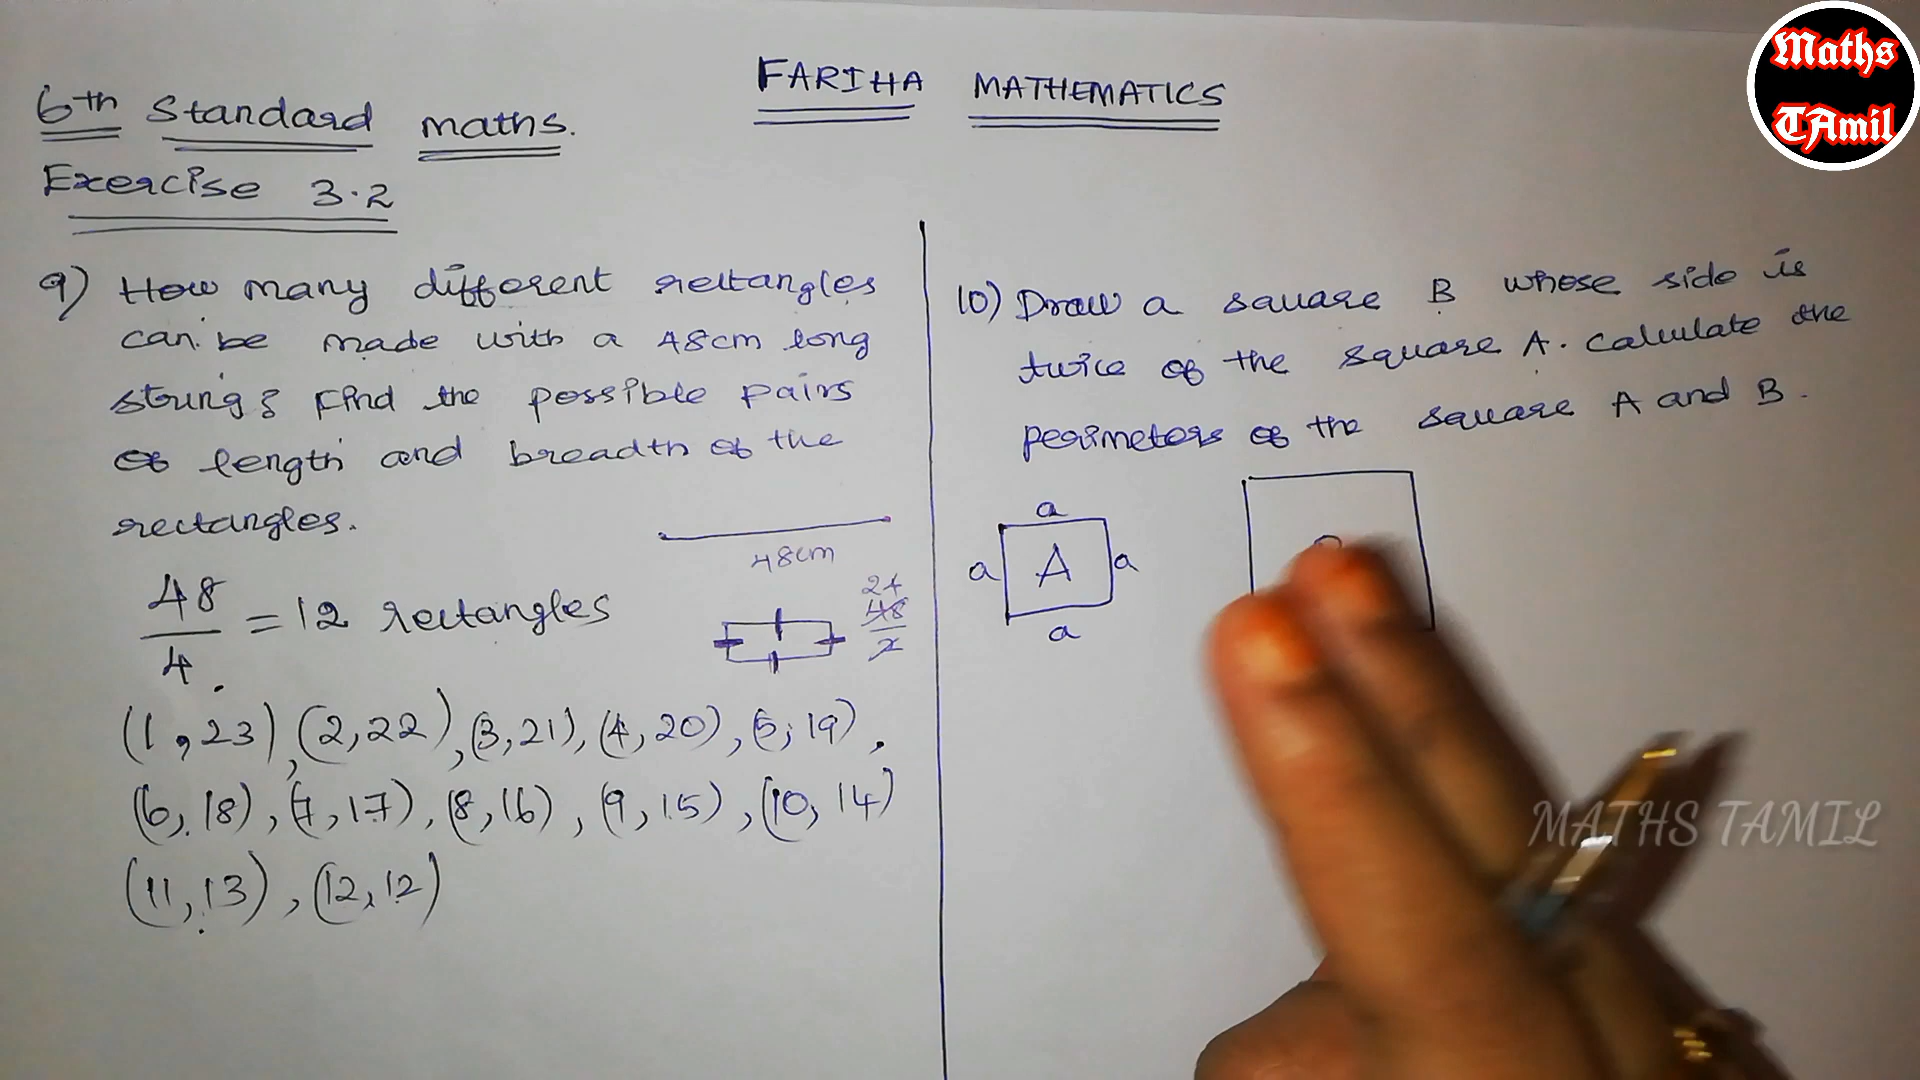 Maths
TAmil
FARIHA MATHEMATICS
6th Standard maths.
Exercise 3.2
9) How many different rectangles
can be made with a 48cm long
string? Find the possible pairs
of length and breadth of the
rectangles.
48cm
48/4 = 12 rectangles
24
48
2
(1,23), (2,22), (3,21), (4,20), (5,19),
(6,18), (7,17), (8,16), (9,15), (10,14)
(11,13), (12,12)
10) Draw a square B whose side is
twice of the square A. calculate the
perimeters of the square A and B.
a
a A a
a
MATHS TAMIL